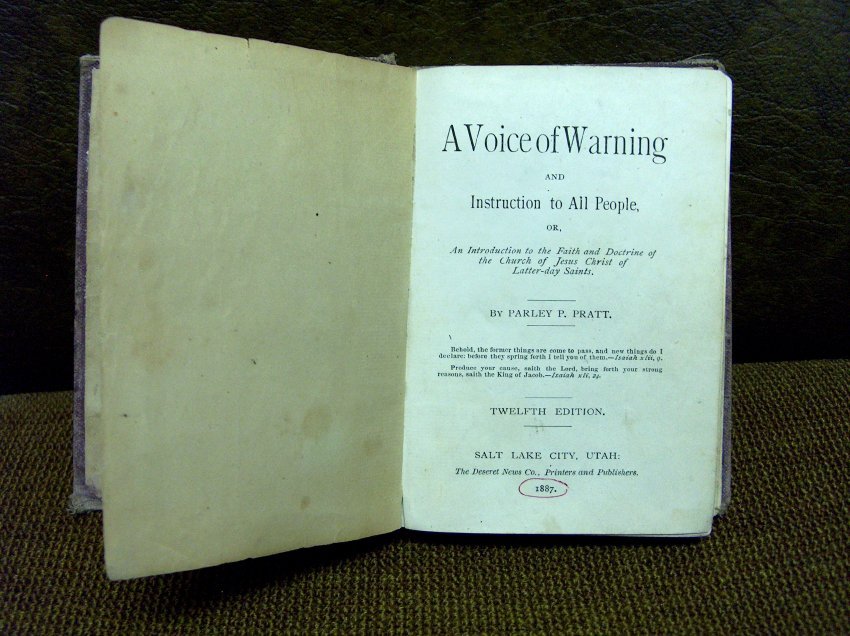 A Voice of Warning
AND
Instruction to All People,
OR,
An Introduction to the Faith and Doctrine of
the Church of Jesus Christ of
Latter-day Saints.
BY PARLEY P. PRATT.
Behold, the former things are come to pass, and new things do I
declare: before they spring forth I tell you of them.—Isaiah xlii, 9.
Produce your cause, saith the Lord, bring forth your strong
reasons, saith the King of Jacob.—Isaiah xli, 24.
TWELFTH EDITION.
SALT LAKE CITY, UTAH:
The Deseret News Co., Printers and Publishers.
1887.